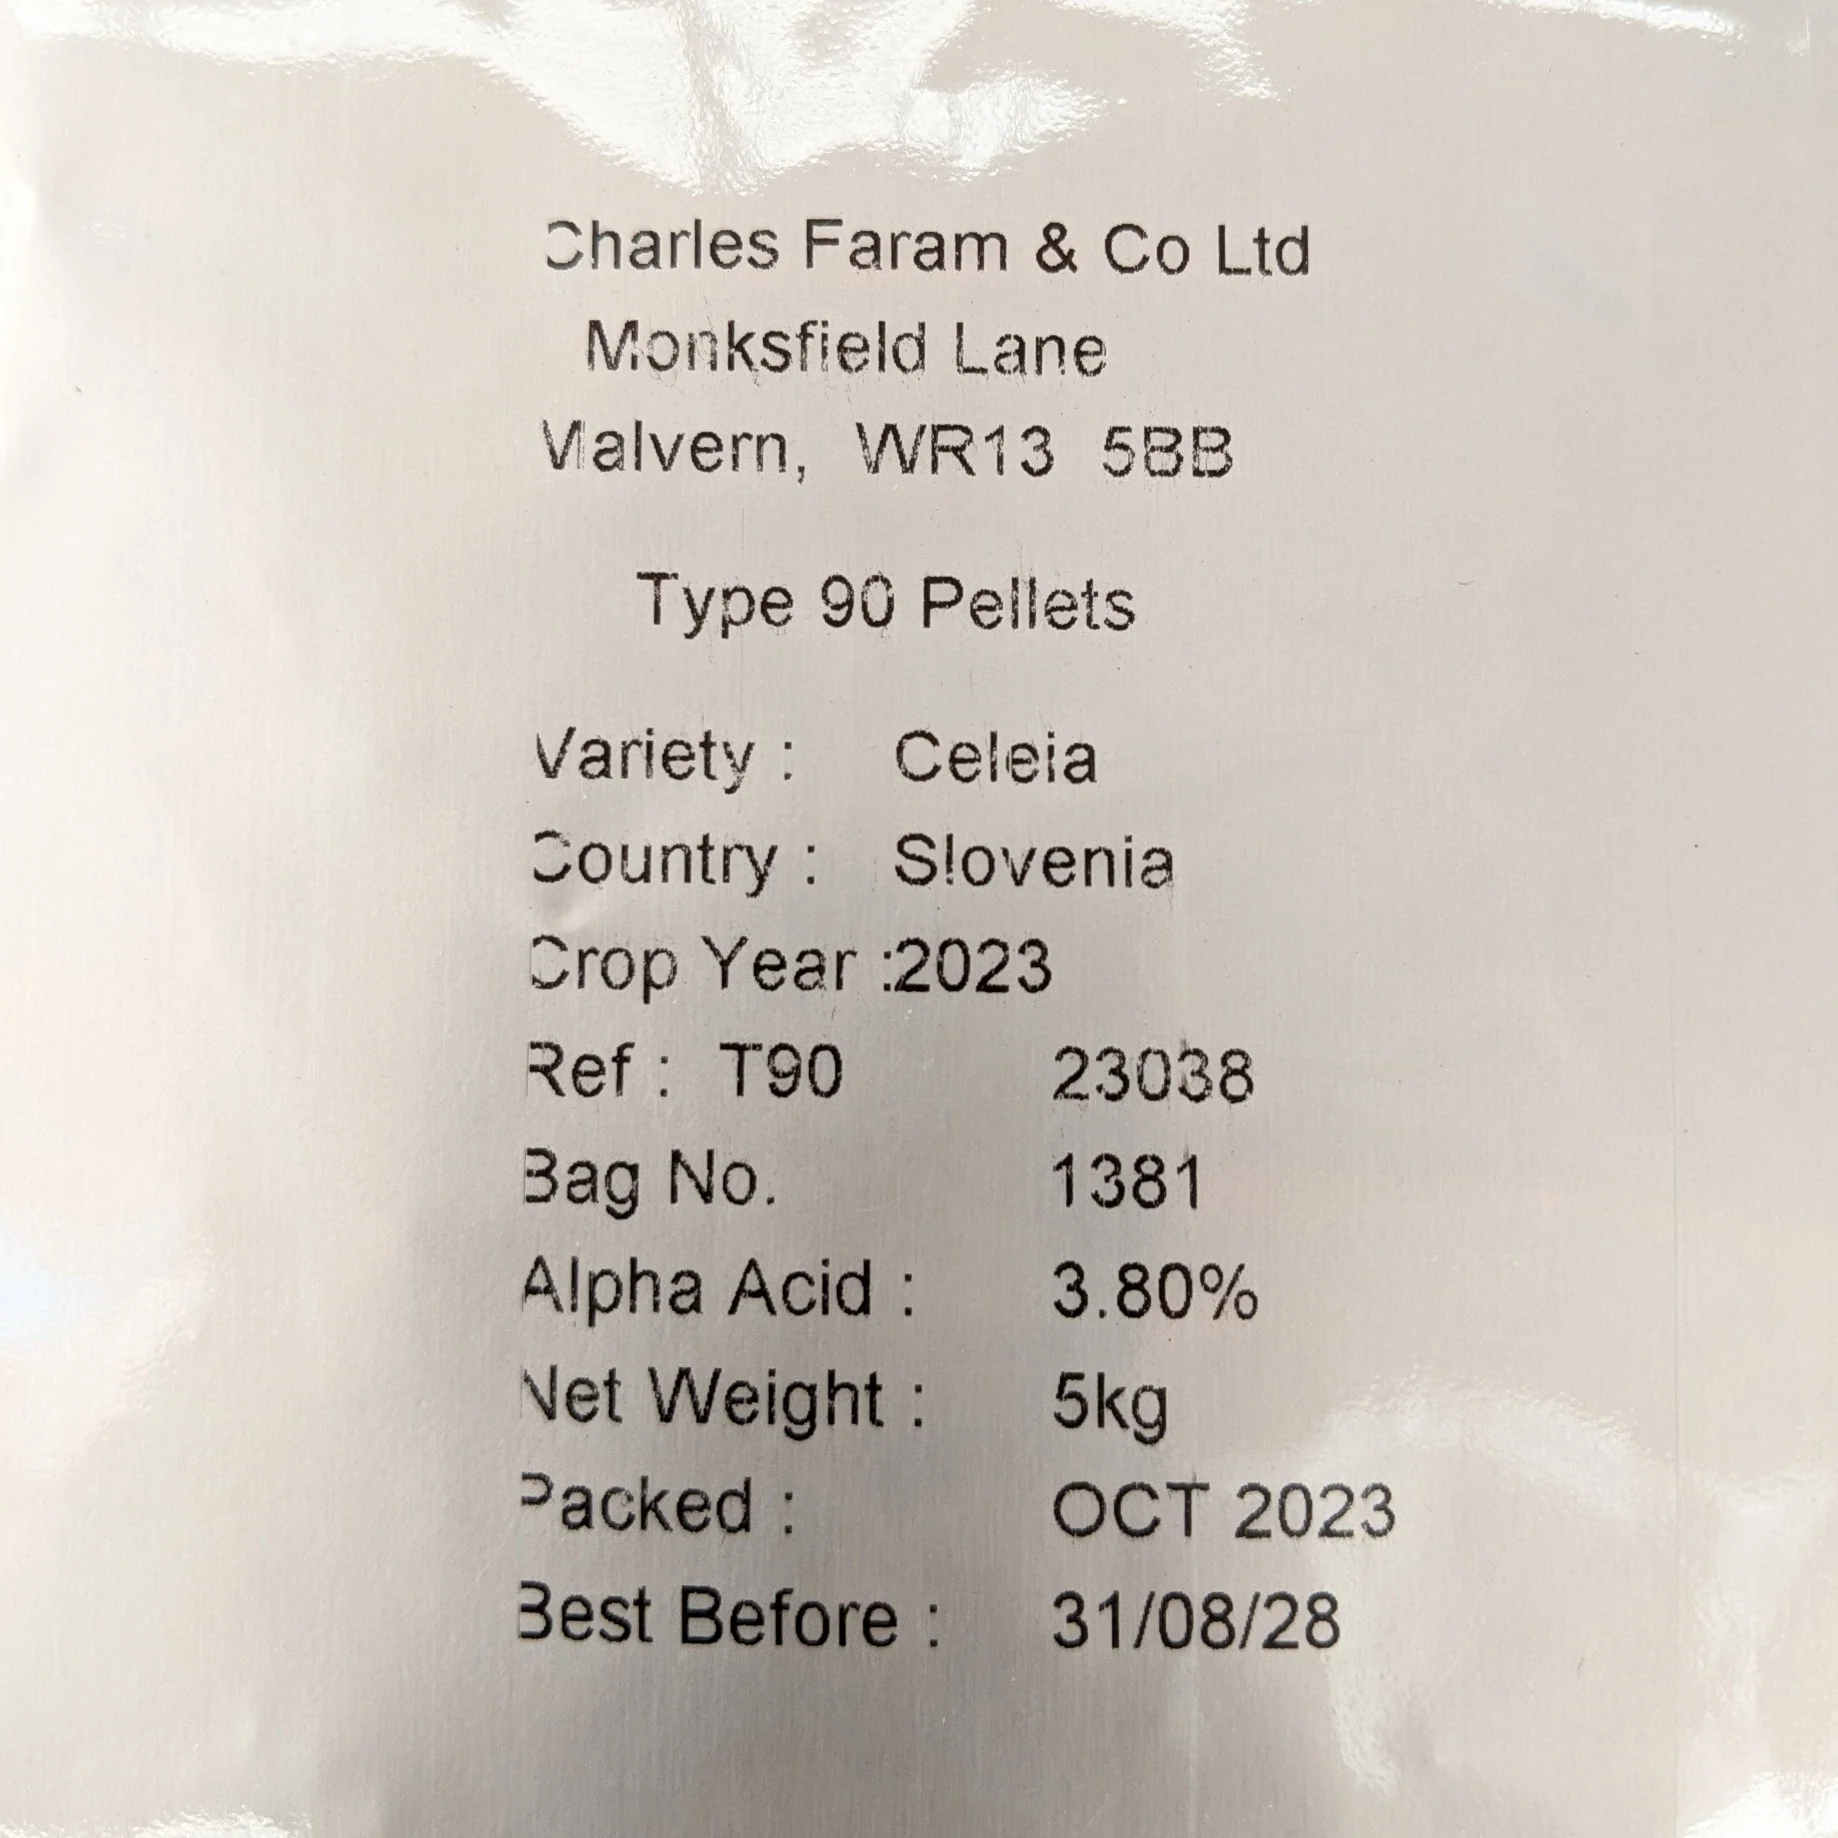 Charles Faram & Co Ltd
Monksfield Lane
Malvern, WR13 5BB
Type 90 Pellets
Variety : Celeia
Country : Slovenia
Crop Year :2023
Ref : T90 23038
Bag No. 1381
Alpha Acid : 3.80%
Net Weight : 5kg
Packed : OCT 2023
Best Before : 31/08/28